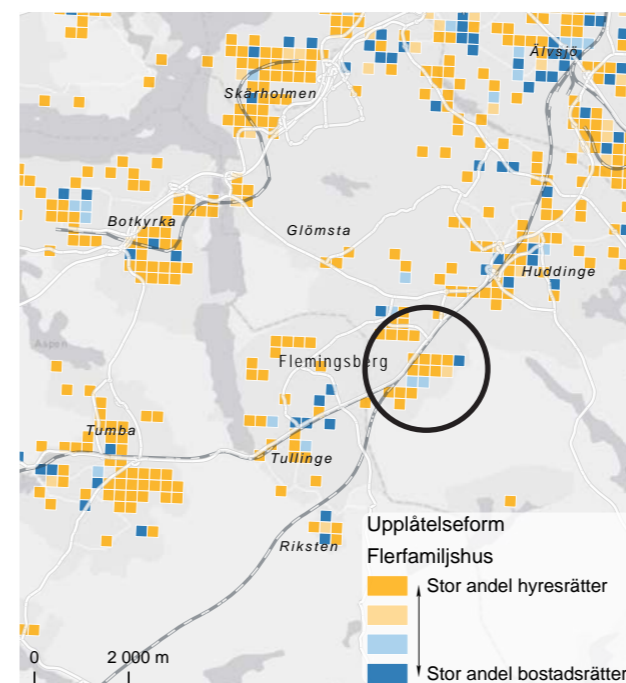 Älvsjö
Skärholmen
Botkyrka
Glömsta
Huddinge
Aspen
Flemingsberg
Tumba
Tullinge
Riksten
Upplåtelseform
Flerfamiljshus
Stor andel hyresrätter
Stor andel bostadsrätter
0 2 000 m